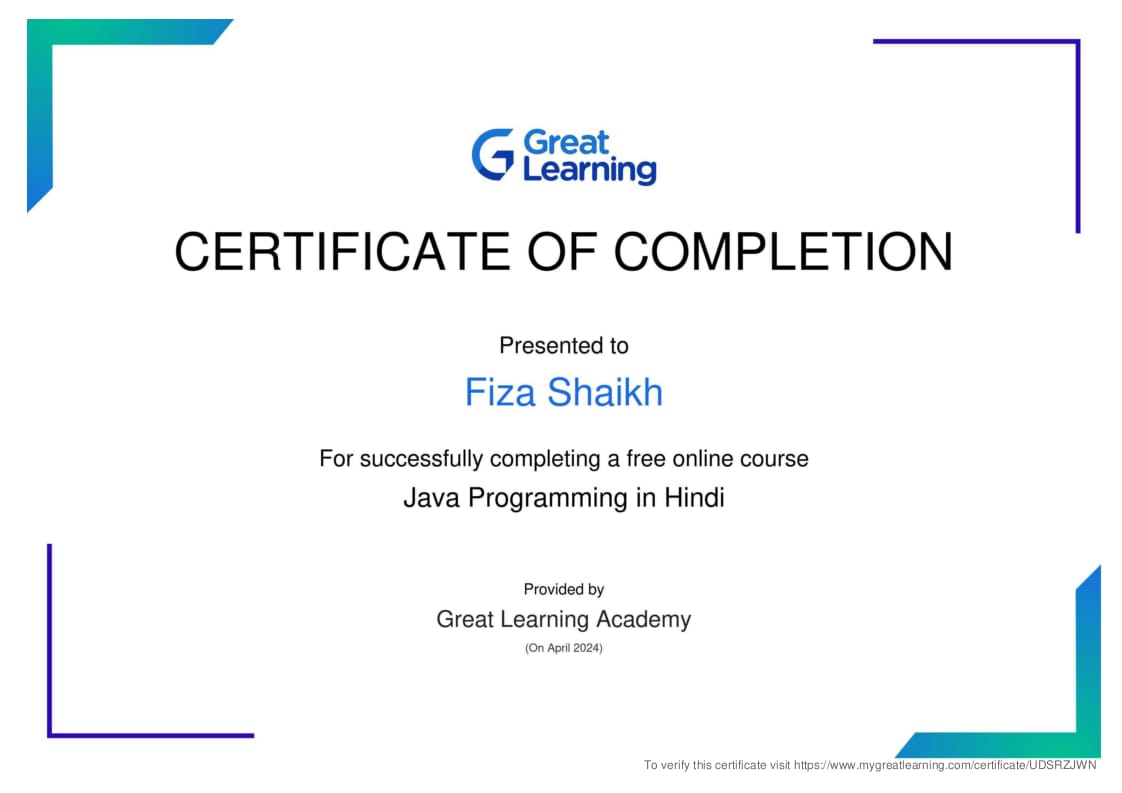 Great
Learning
CERTIFICATE OF COMPLETION
Presented to
Fiza Shaikh
For successfully completing a free online course
Java Programming in Hindi
Provided by
Great Learning Academy
(On April 2024)
To verify this certificate visit https://www.mygreatlearning.com/certificate/UDSRZJWN